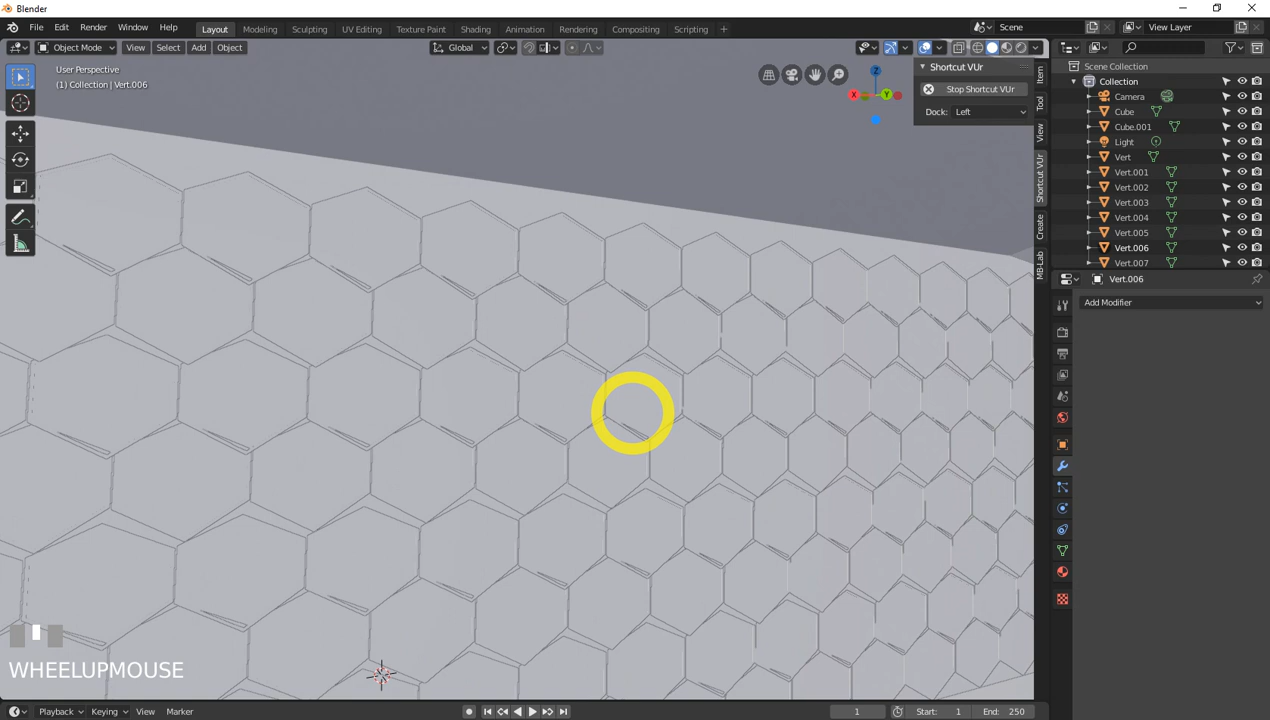 Blender
File Edit Render Window Help
Layout Modeling Sculpting UV Editing Texture Paint Shading Animation Rendering Compositing Scripting +
Scene
View Layer
Object Mode View Select Add Object
Global
User Perspective
(1) Collection | Vert.006
X Y Z
Shortcut VUr
Stop Shortcut VUr
Dock: Left
Item
Tool
View
Shortcut VUr
Create
MB-Lab
Scene Collection
Collection
Camera
Cube
Cube.001
Light
Vert
Vert.001
Vert.002
Vert.003
Vert.004
Vert.005
Vert.006
Vert.007
Vert.006
Add Modifier
WHEELUPMOUSE
Playback Keying View Marker
1
Start: 1 End: 250